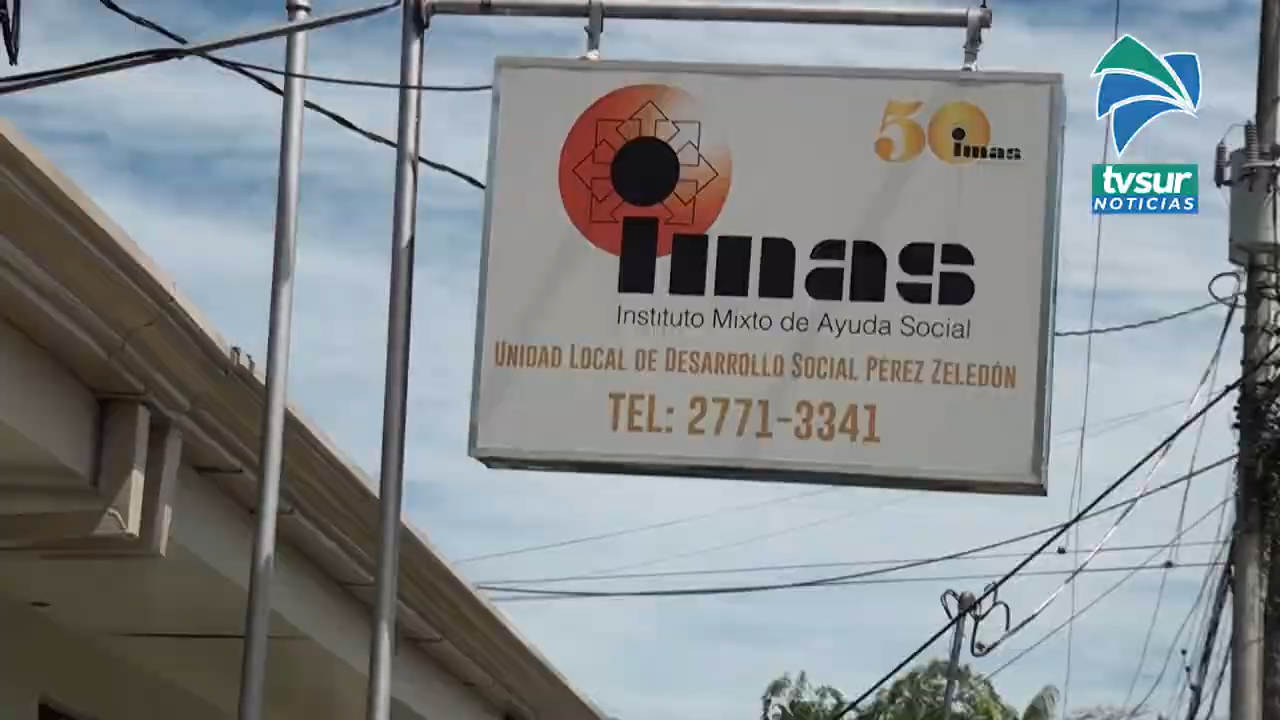 50
imas
tvsur
NOTICIAS
imas
Instituto Mixto de Ayuda Social
UNIDAD LOCAL DE DESARROLLO SOCIAL PÉREZ ZELEDÓN
TEL: 2771-3341